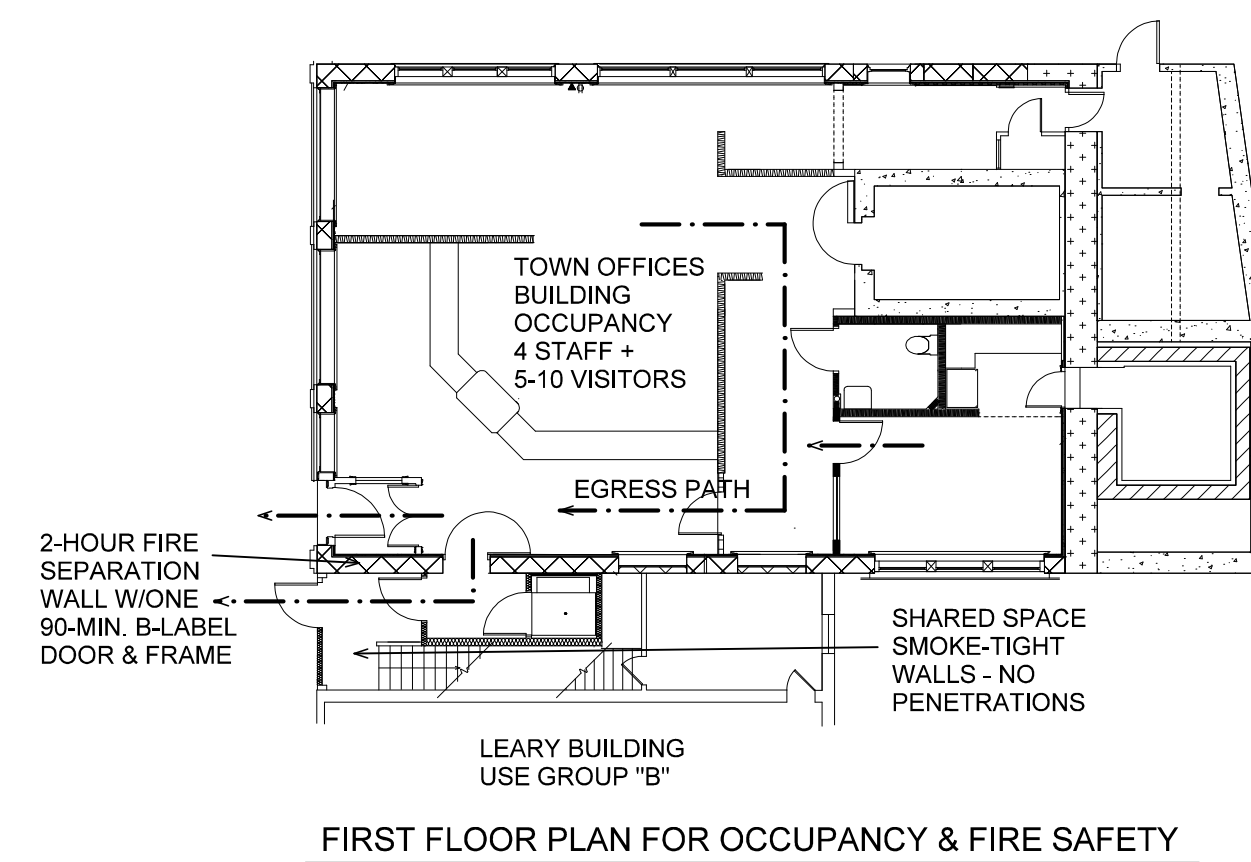 TOWN OFFICES
BUILDING
OCCUPANCY
4 STAFF +
5-10 VISITORS
EGRESS PATH
2-HOUR FIRE
SEPARATION
WALL W/ONE
90-MIN. B-LABEL
DOOR & FRAME
SHARED SPACE
SMOKE-TIGHT
WALLS - NO
PENETRATIONS
LEARY BUILDING
USE GROUP "B"
FIRST FLOOR PLAN FOR OCCUPANCY & FIRE SAFETY